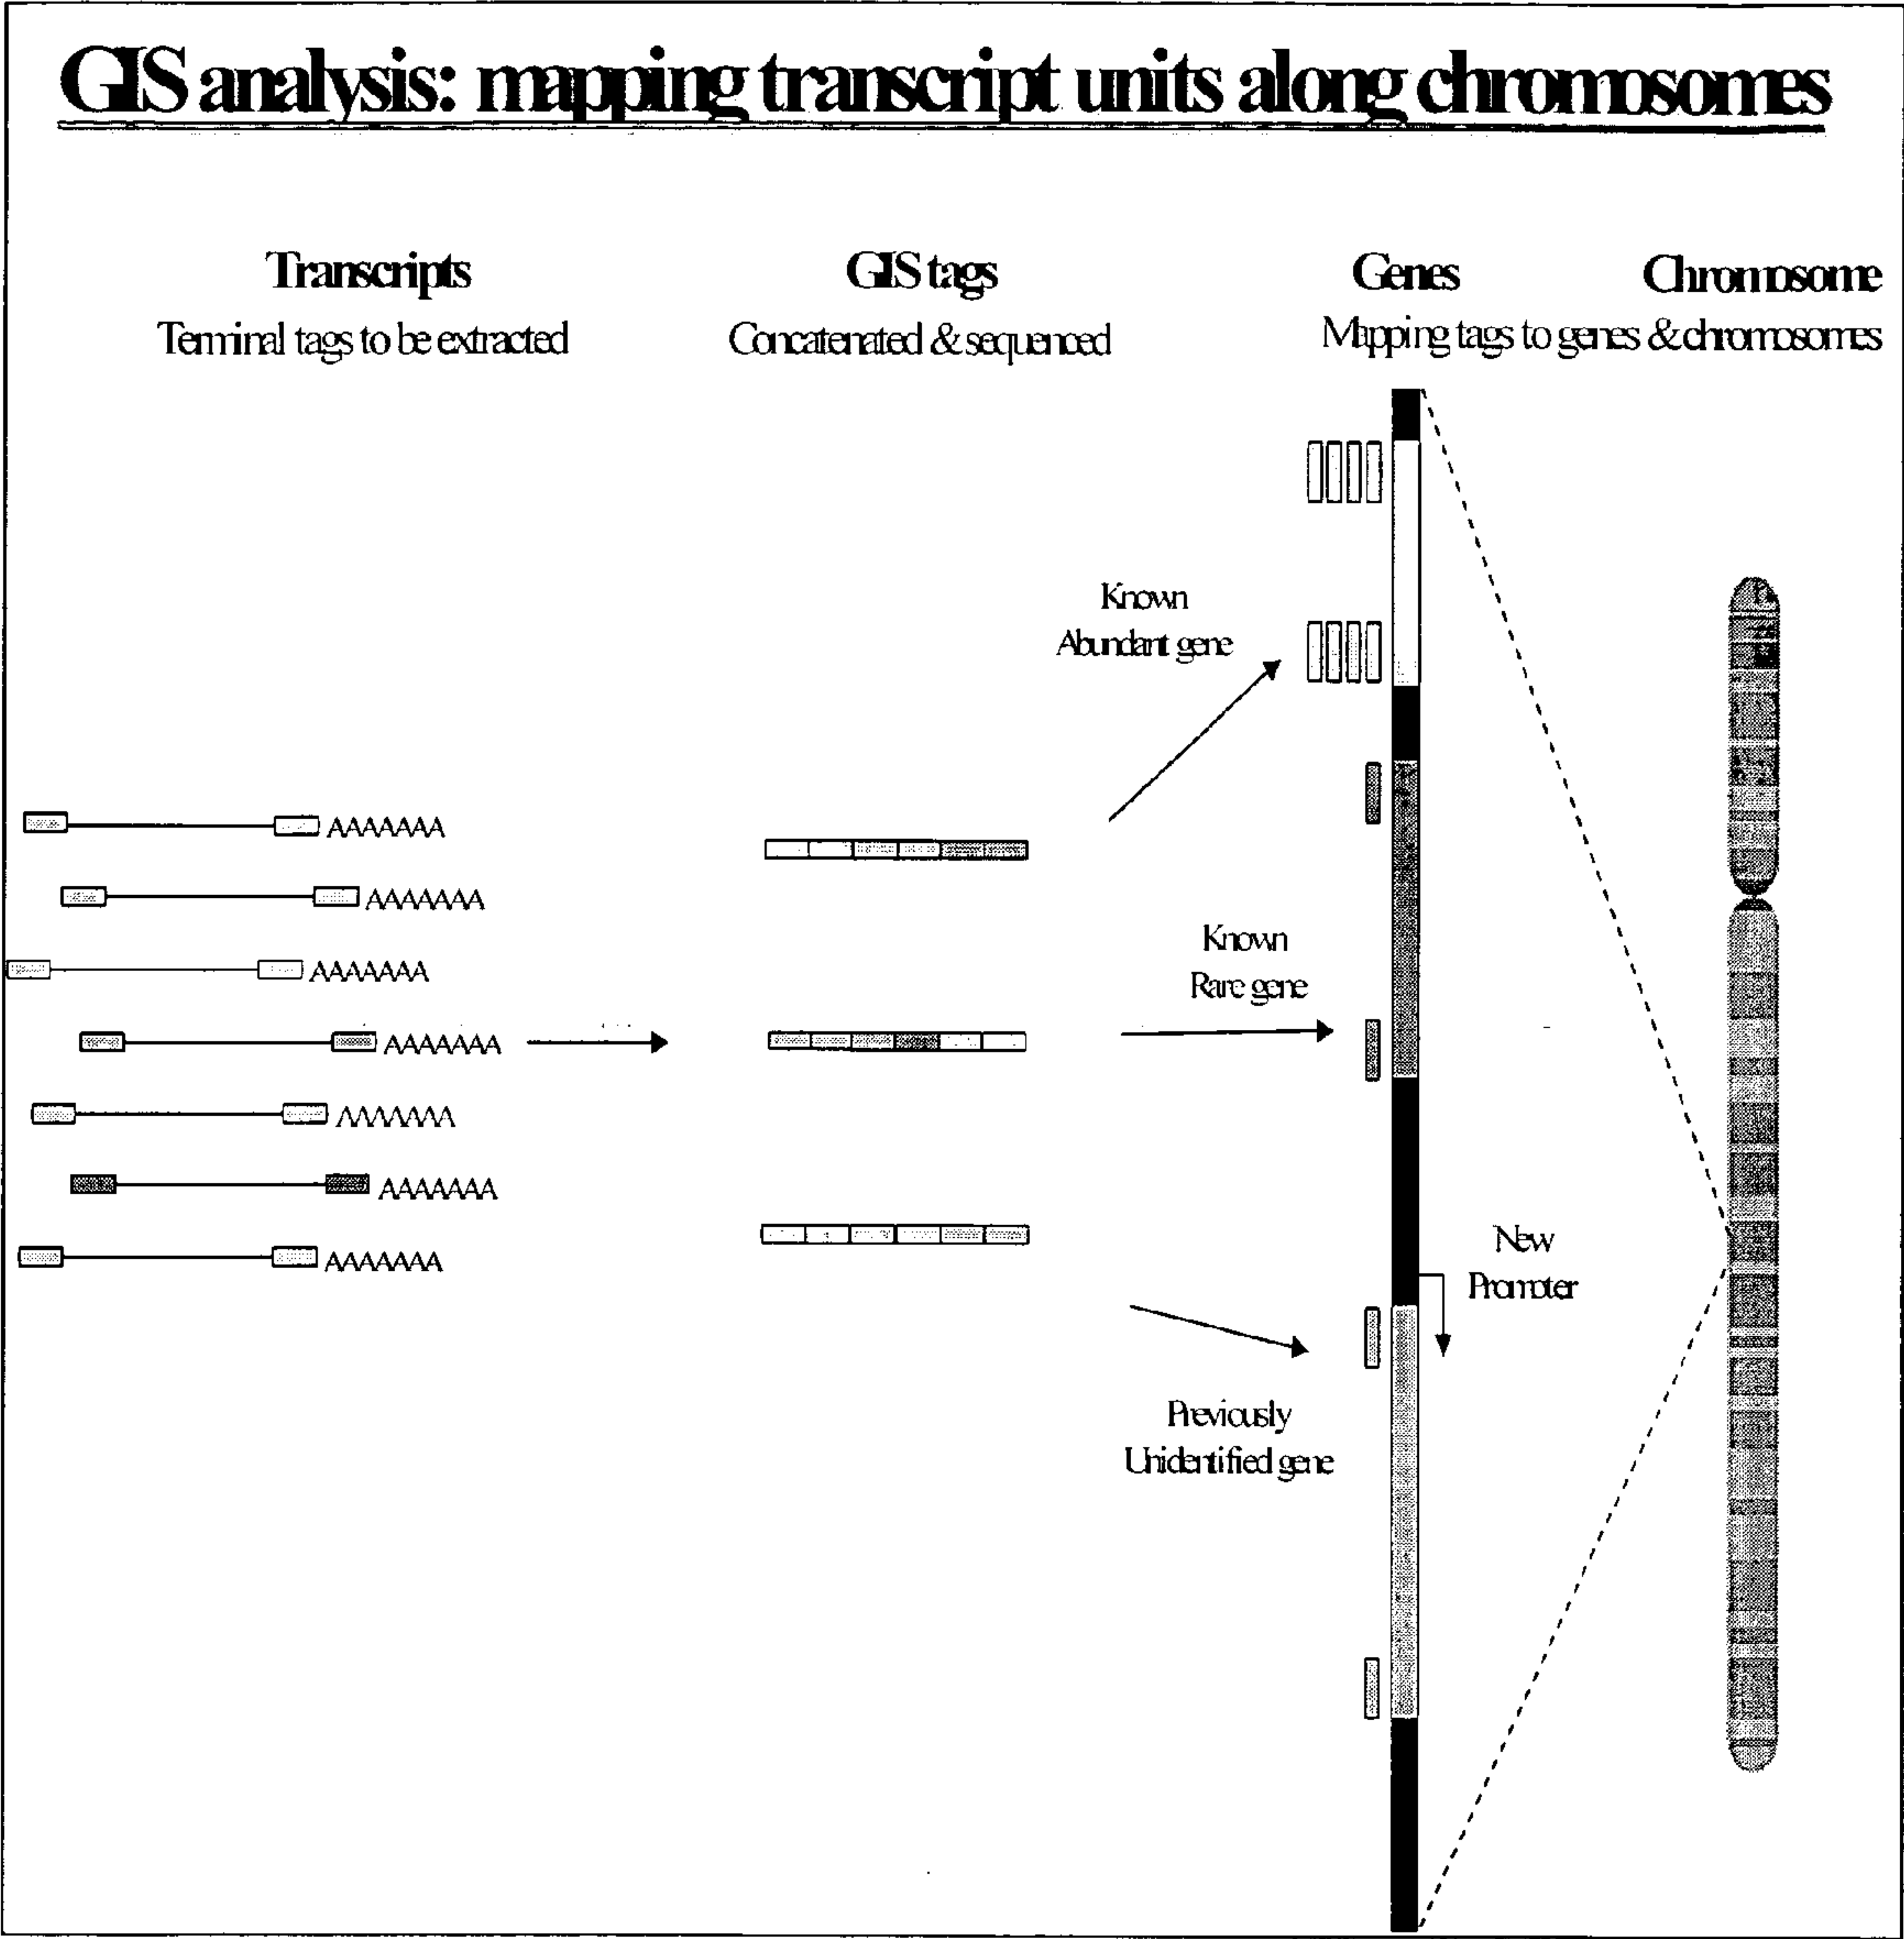 GIS analysis: mapping transcript units along chromosomes
Transcripts
Terminal tags to be extracted
GIS tags
Concatenated & sequenced
Genes
Chromosome
Mapping tags to genes & chromosomes
Known
Abundant gene
AAAAAAA
AAAAAAA
AAAAAAA
AAAAAAA
AAAAAAA
AAAAAAA
AAAAAAA
Known
Rare gene
New
Promoter
Previously
Unidentified gene